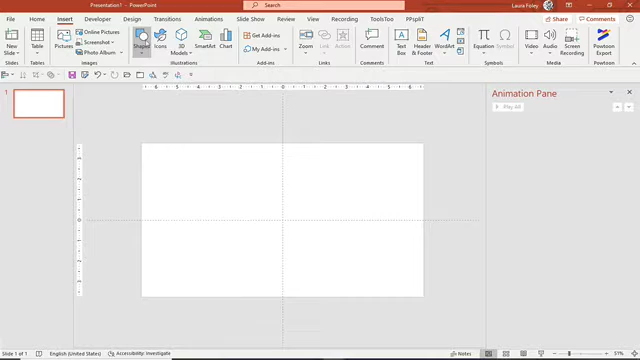 Presentation1 - PowerPoint
Search
Laura Foley
File Home Insert Developer Design Transitions Animations Slide Show Review View Recording ToolsToo PPspliT
Share
Comments
New Slide
Table
Pictures
Online Pictures
Screenshot
Photo Album
Shapes
Icons
3D Models
SmartArt
Chart
Get Add-ins
My Add-ins
Zoom
Link
Action
Text Box
Header & Footer
WordArt
Equation
Symbol
Video
Audio
Screen Recording
Powtoon Export
Slides
Tables
Images
Illustrations
Add-ins
Links
Text
Symbols
Media
Powtoon
1
Animation Pane
Play All
Slide 1 of 1
English (United States)
Accessibility: Investigate
Notes
51%